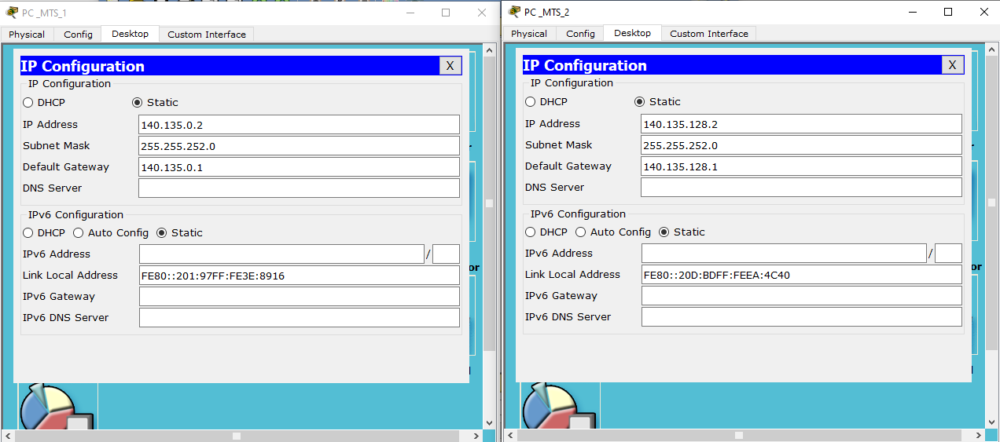 PC _MTS_1
Physical Config Desktop Custom Interface
IP Configuration X
IP Configuration
DHCP Static
IP Address 140.135.0.2
Subnet Mask 255.255.252.0
Default Gateway 140.135.0.1
DNS Server
IPv6 Configuration
DHCP Auto Config Static
IPv6 Address /
Link Local Address FE80::201:97FF:FE3E:8916
IPv6 Gateway
IPv6 DNS Server
r
or
PC _MTS_2
Physical Config Desktop Custom Interface
IP Configuration X
IP Configuration
DHCP Static
IP Address 140.135.128.2
Subnet Mask 255.255.252.0
Default Gateway 140.135.128.1
DNS Server
IPv6 Configuration
DHCP Auto Config Static
IPv6 Address /
Link Local Address FE80::20D:BDFF:FEEA:4C40
IPv6 Gateway
IPv6 DNS Server
r
or